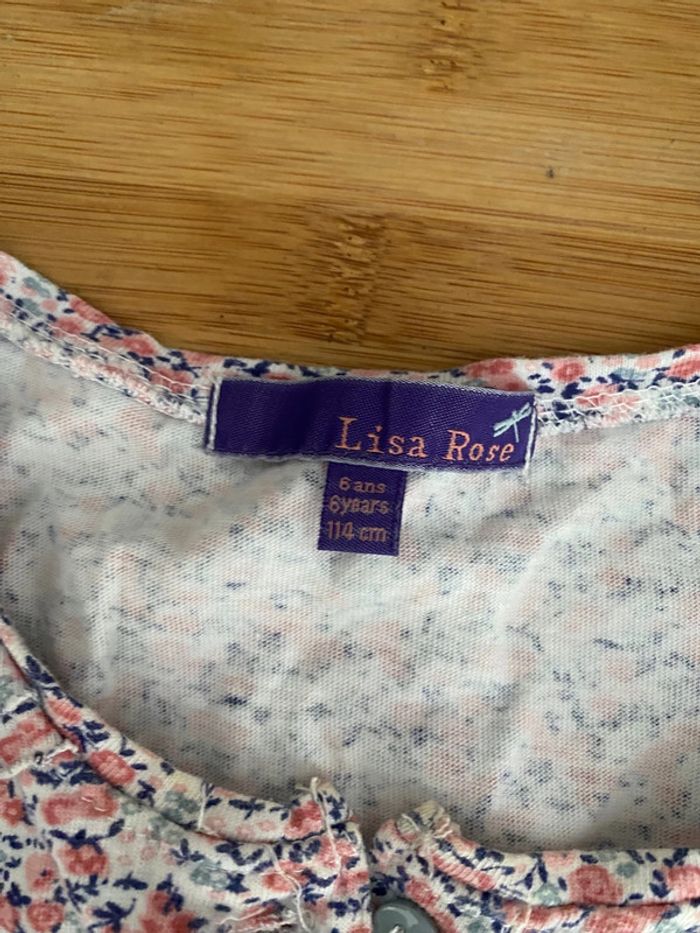 Lisa Rose
6 ans
6years
114 cm